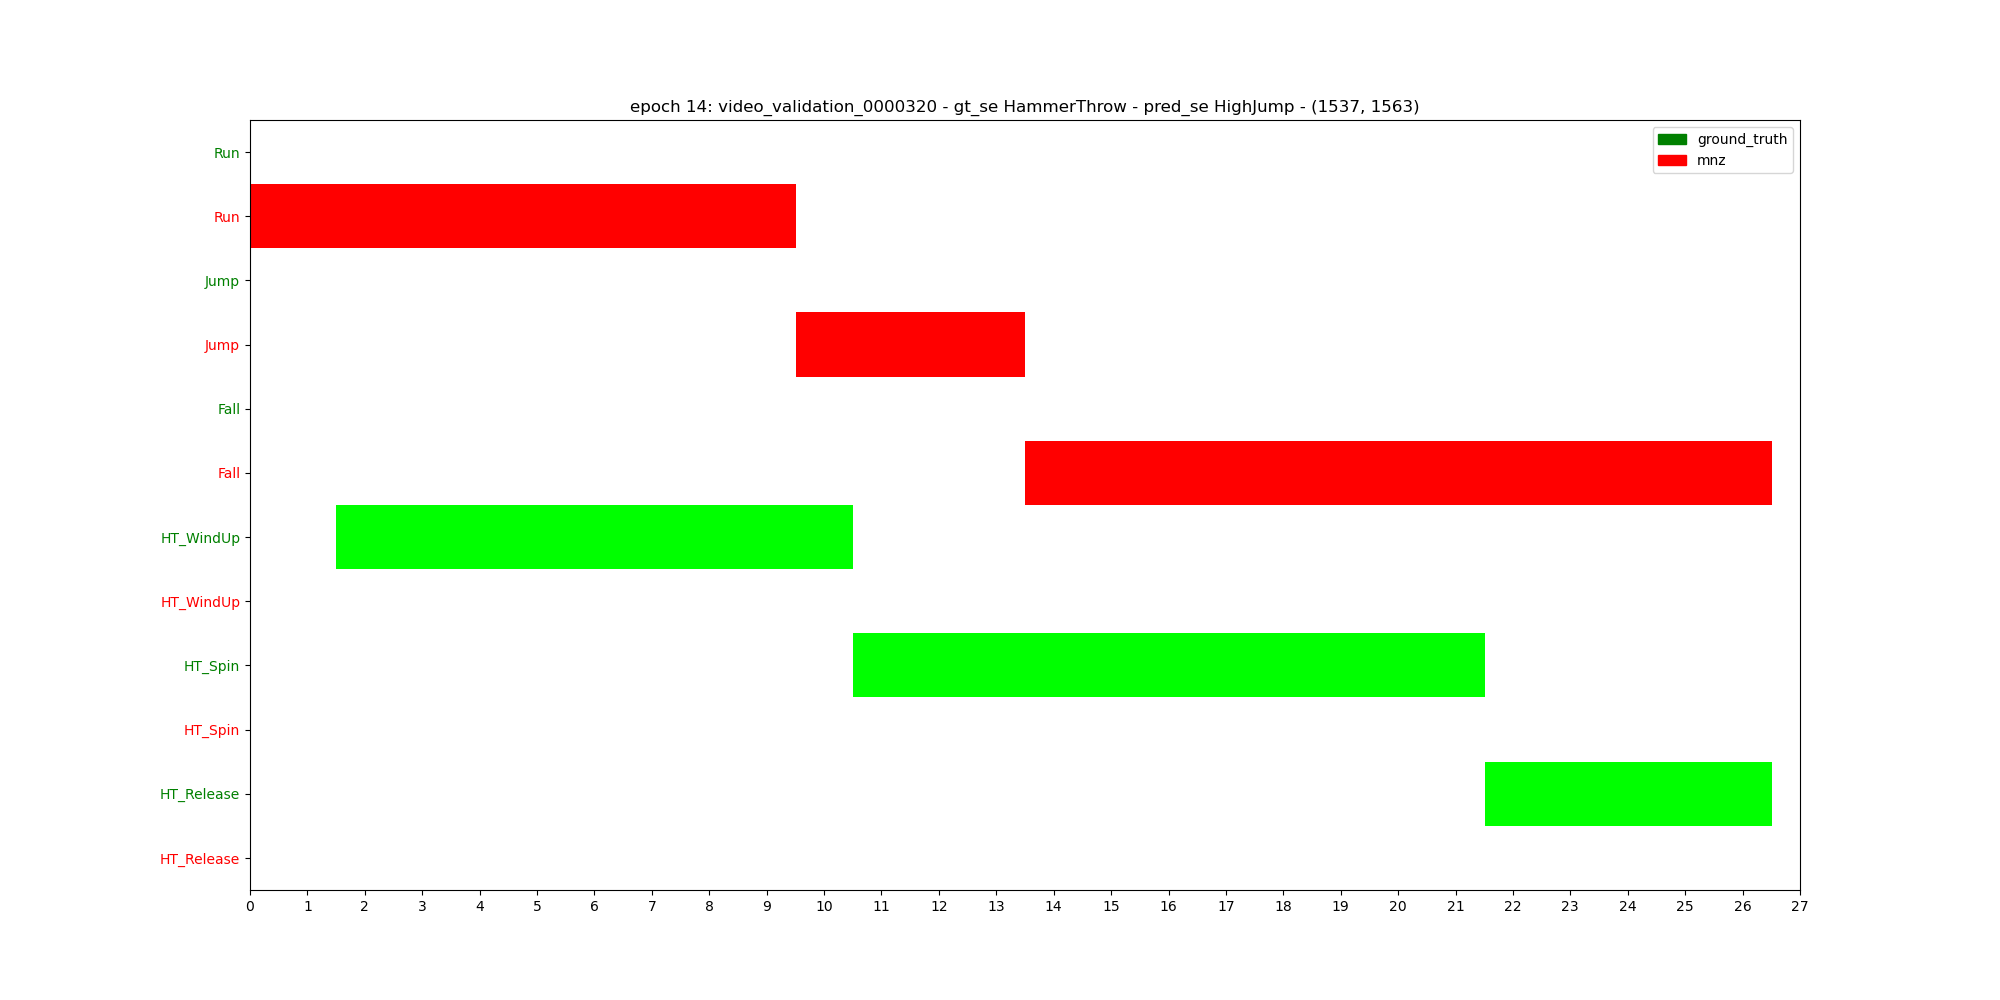 epoch 14: video_validation_0000320 - gt_se HammerThrow - pred_se HighJump - (1537, 1563)
ground_truth
mnz
Run
Run
Jump
Jump
Fall
Fall
HT_WindUp
HT_WindUp
HT_Spin
HT_Spin
HT_Release
HT_Release
0 1 2 3 4 5 6 7 8 9 10 11 12 13 14 15 16 17 18 19 20 21 22 23 24 25 26 27